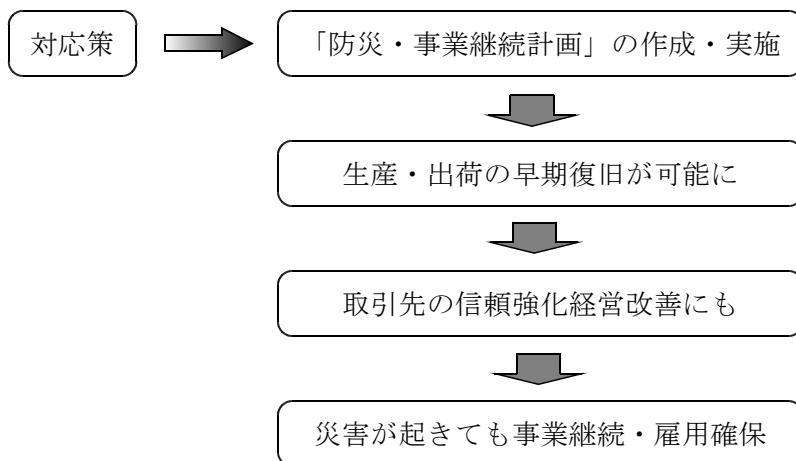 対応策
「防災・事業継続計画」の作成・実施
生産・出荷の早期復旧が可能に
取引先の信頼強化経営改善にも
災害が起きても事業継続・雇用確保